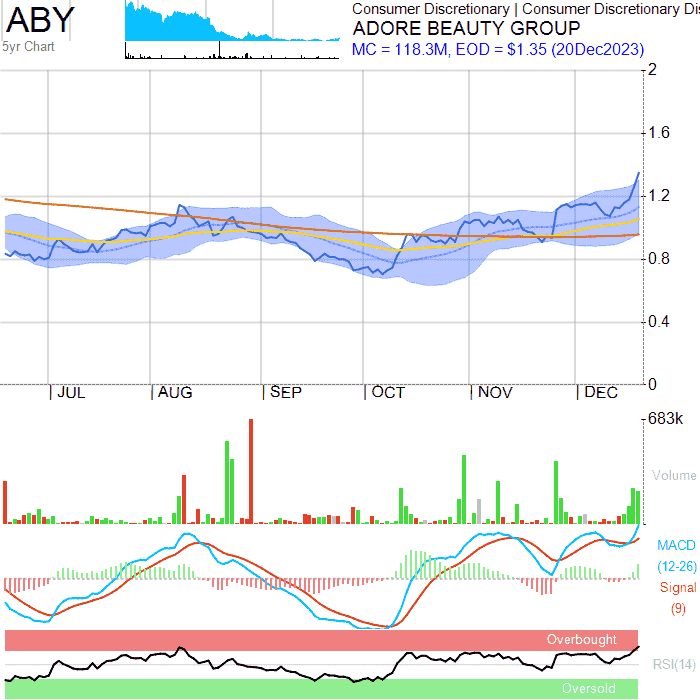 ABY
5yr Chart
Consumer Discretionary | Consumer Discretionary Dis
ADORE BEAUTY GROUP
MC = 118.3M, EOD = $1.35 (20Dec2023)
2
1.6
1.2
0.8
0.4
0
JUL
AUG
SEP
OCT
NOV
DEC
683k
Volume
MACD
(12-26)
Signal
(9)
Overbought
RSI(14)
Oversold